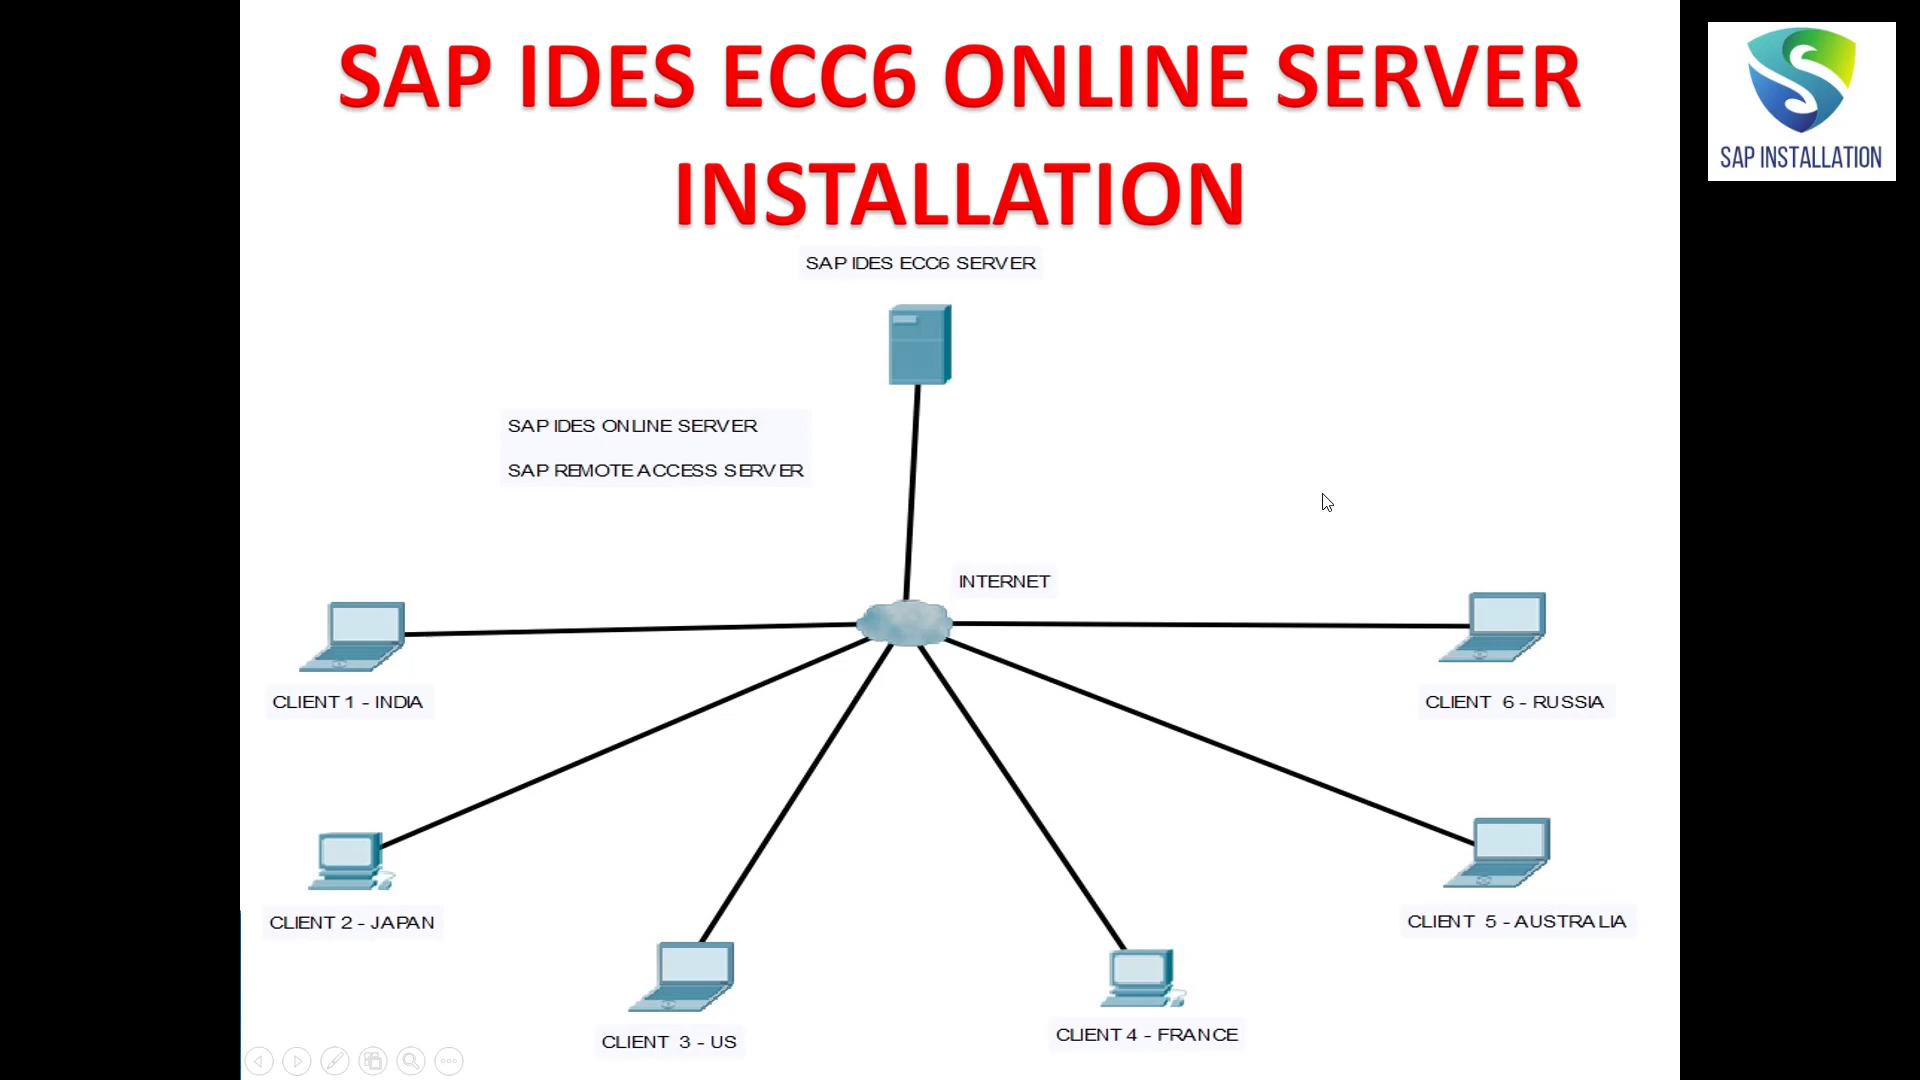 SAP IDES ECC6 ONLINE SERVER
INSTALLATION
SAP INSTALLATION
SAP IDES ECC6 SERVER
SAP IDES ONLINE SERVER
SAP REMOTE ACCESS SERVER
INTERNET
CLIENT 1 - INDIA
CLIENT 6 - RUSSIA
CLIENT 2 - JAPAN
CLIENT 5 - AUSTRALIA
CLIENT 3 - US
CLIENT 4 - FRANCE